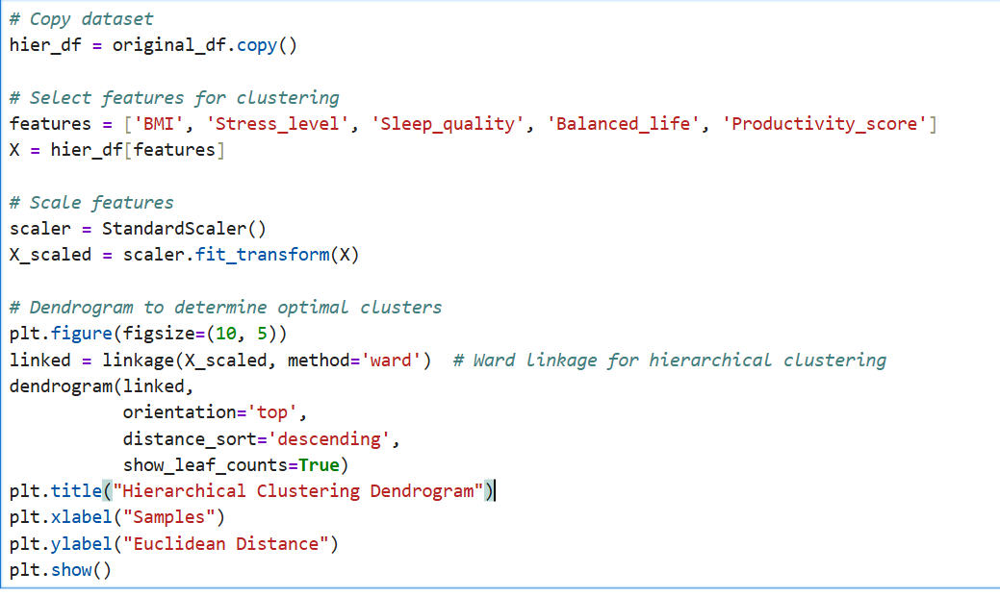 # Copy dataset
hier_df = original_df.copy()
# Select features for clustering
features = ['BMI', 'Stress_level', 'Sleep_quality', 'Balanced_life', 'Productivity_score']
X = hier_df[features]
# Scale features
scaler = StandardScaler()
X_scaled = scaler.fit_transform(X)
# Dendrogram to determine optimal clusters
plt.figure(figsize=(10, 5))
linked = linkage(X_scaled, method='ward')  # Ward linkage for hierarchical clustering
dendrogram(linked,
           orientation='top',
           distance_sort='descending',
           show_leaf_counts=True)
plt.title("Hierarchical Clustering Dendrogram")
plt.xlabel("Samples")
plt.ylabel("Euclidean Distance")
plt.show()